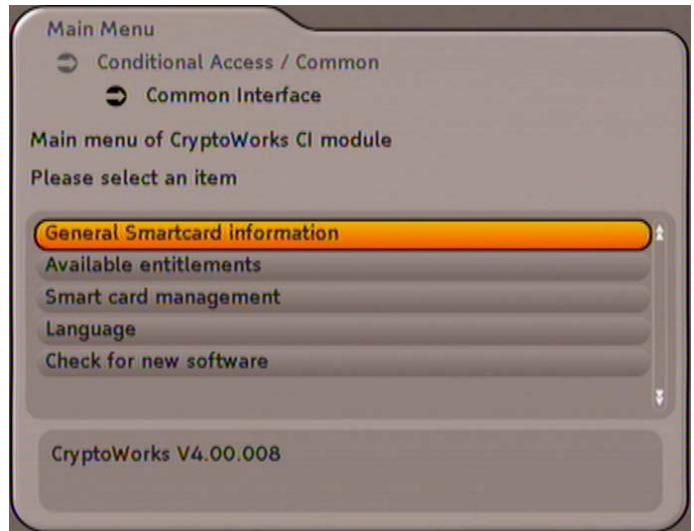 Main Menu
Conditional Access / Common
Common Interface
Main menu of CryptoWorks CI module
Please select an item
General Smartcard information
Available entitlements
Smart card management
Language
Check for new software
CryptoWorks V4.00.008